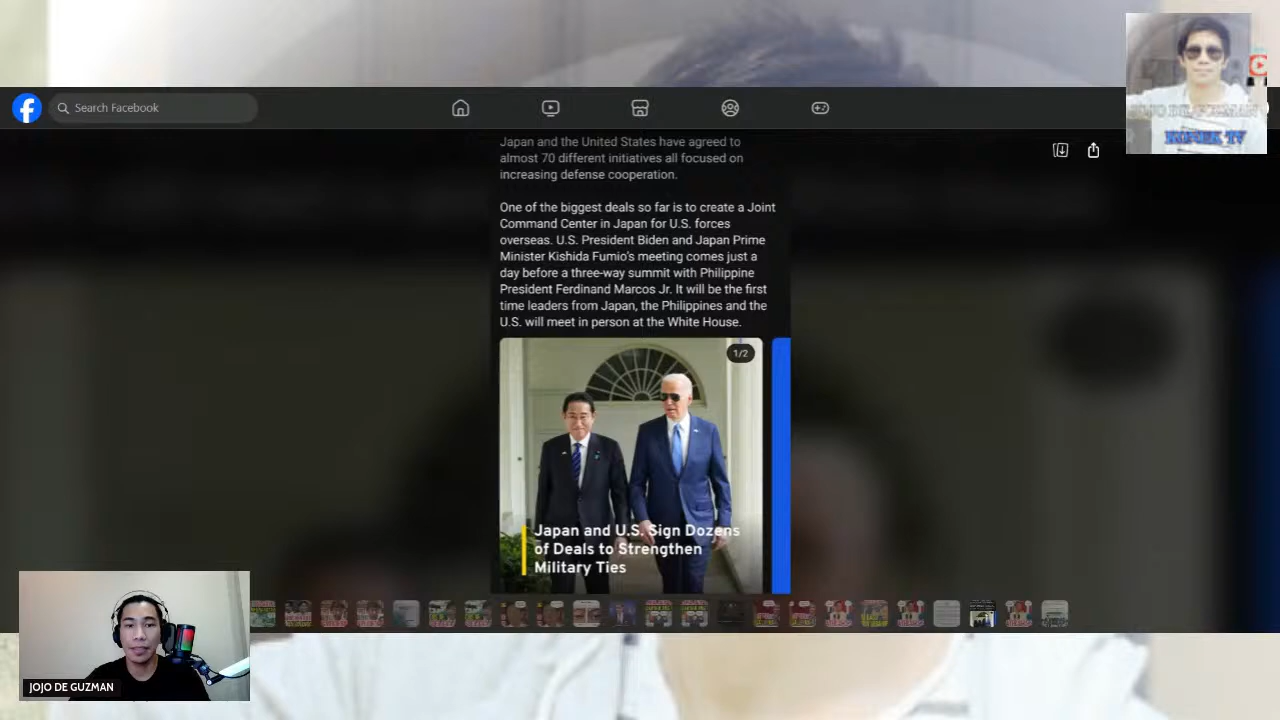 Search Facebook
Japan and the United States have agreed to
almost 70 different initiatives all focused on
increasing defense cooperation.
One of the biggest deals so far is to create a Joint
Command Center in Japan for U.S. forces
overseas. U.S. President Biden and Japan Prime
Minister Kishida Fumio's meeting comes just a
day before a three-way summit with Philippine
President Ferdinand Marcos Jr. It will be the first
time leaders from Japan, the Philippines and the
U.S. will meet in person at the White House.
1/2
Japan and U.S. Sign Dozens
of Deals to Strengthen
Military Ties
JOJO DE GUZMAN
JOJO DE GUZMAN